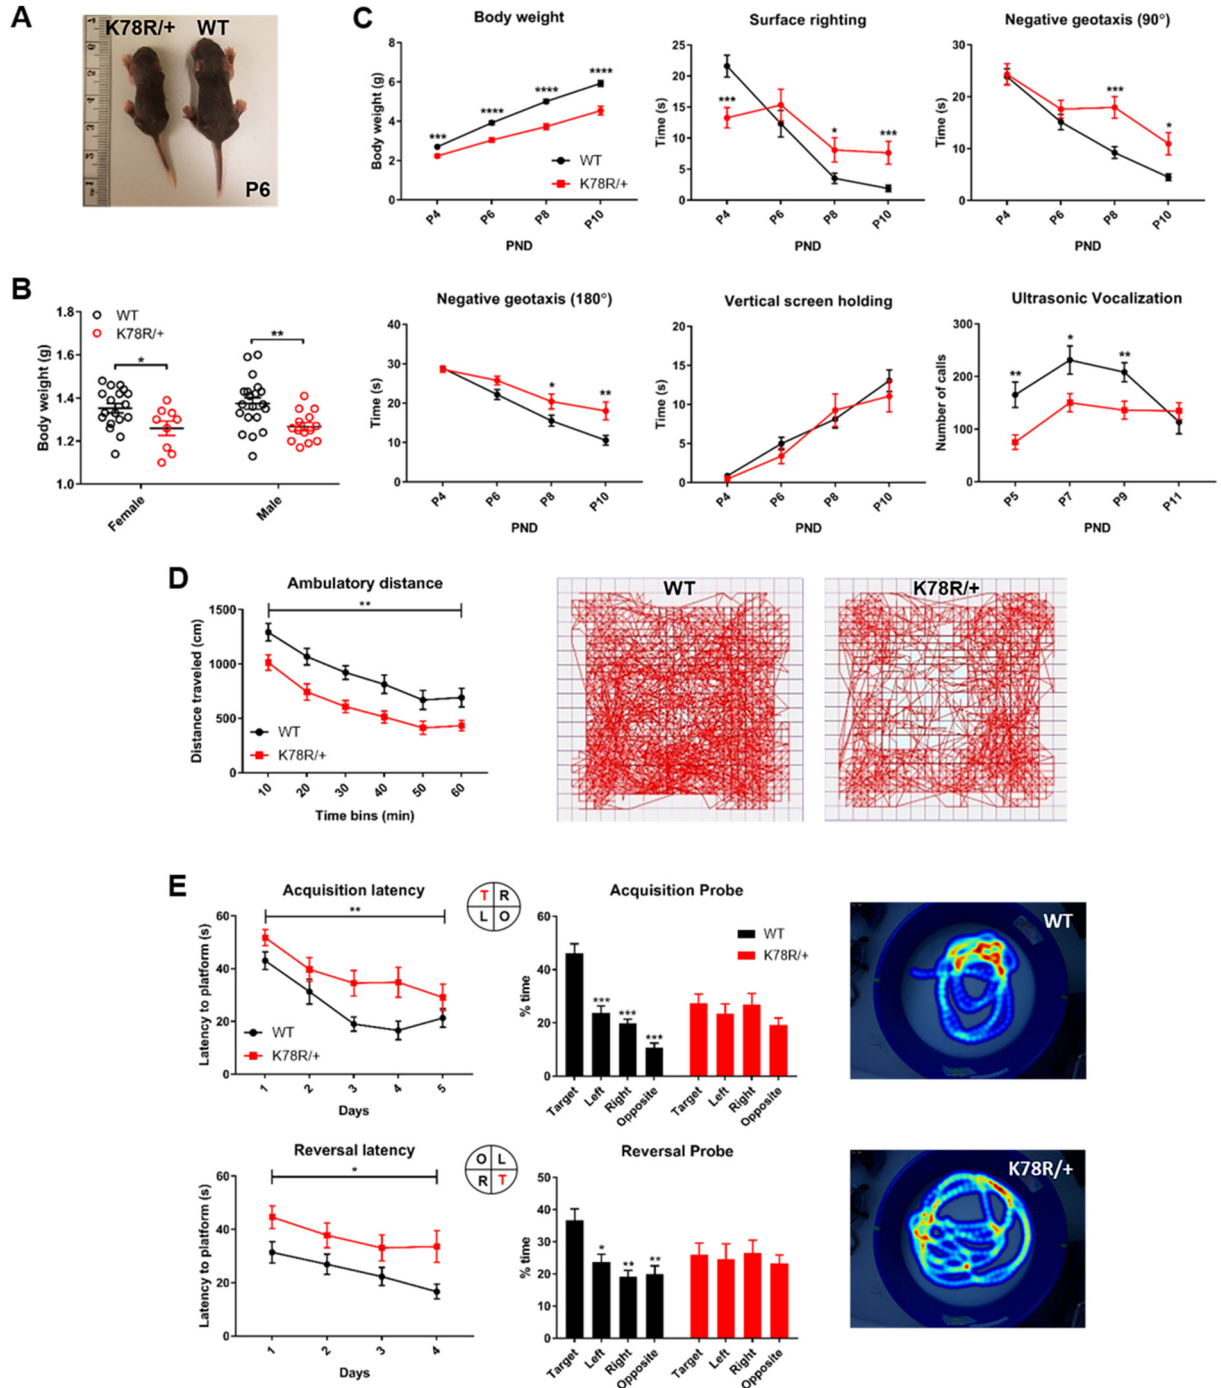 A
K78R/+ WT
P6
B
WT
K78R/+
Body weight (g)
1.8
1.6
1.4
1.2
1.0
*
**
Female
Male
C
Body weight
Body weight (g)
8
6
4
2
0
***
****
****
****
WT
K78R/+
P4
P6
P8
P10
PND
Surface righting
Time (s)
25
20
15
10
5
0
***
*
***
P4
P6
P8
P10
PND
Negative geotaxis (90°)
Time (s)
30
20
10
0
***
*
P4
P6
P8
P10
PND
Negative geotaxis (180°)
Time (s)
40
30
20
10
0
*
**
P4
P6
P8
P10
PND
Vertical screen holding
Time (s)
20
15
10
5
0
P4
P6
P8
P10
PND
Ultrasonic Vocalization
Number of calls
300
200
100
0
**
*
**
P5
P7
P9
P11
PND
D
Ambulatory distance
Distance traveled (cm)
1500
1000
500
0
**
WT
K78R/+
10
20
30
40
50
60
Time bins (min)
WT
K78R/+
E
Acquisition latency
Latency to platform (s)
60
40
20
0
**
WT
K78R/+
1
2
3
4
5
Days
T R
L O
Acquisition Probe
% time
60
40
20
0
***
***
***
WT
K78R/+
Target
Left
Right
Opposite
Target
Left
Right
Opposite
WT
Reversal latency
Latency to platform (s)
60
40
20
0
*
1
2
3
4
Days
O L
R T
Reversal Probe
% time
50
40
30
20
10
0
*
**
**
Target
Left
Right
Opposite
Target
Left
Right
Opposite
K78R/+